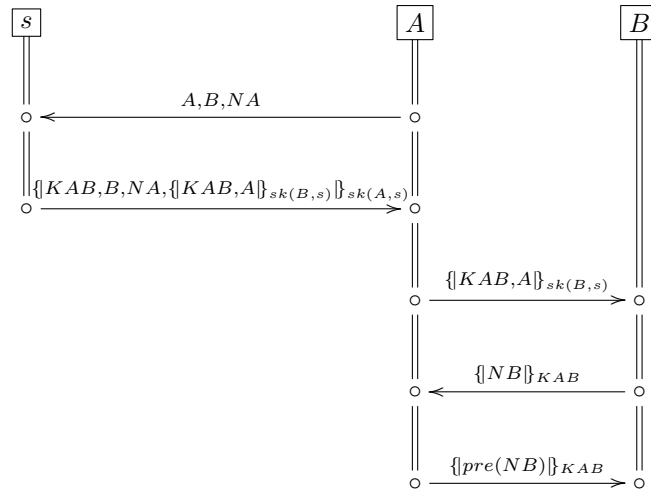 s A B
A,B,NA
{|KAB,B,NA,{|KAB,A|}sk(B,s)|}sk(A,s)
{|KAB,A|}sk(B,s)
{|NB|}KAB
{|pre(NB)|}KAB